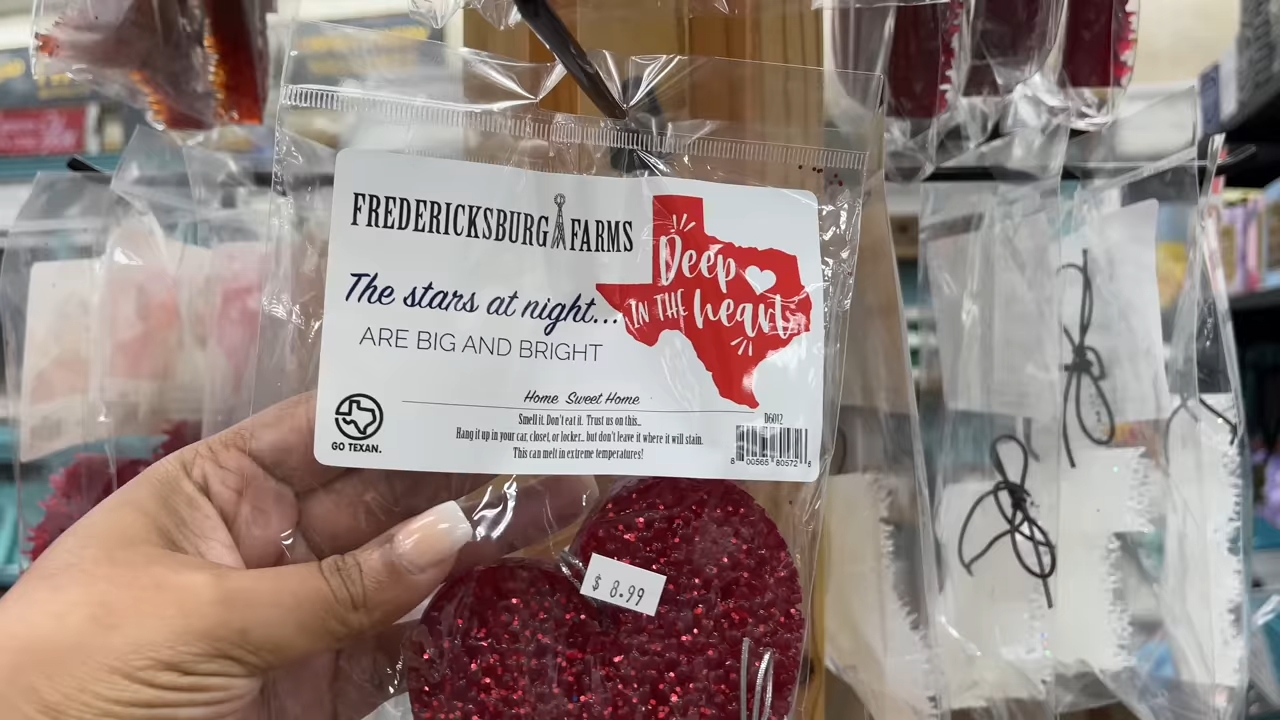 FREDERICKSBURG FARMS
The stars at night...
ARE BIG AND BRIGHT
Deep
IN THE heart
Home Sweet Home
Smell it. Don't eat it. Trust us on this...
Hang it up in your car, closet, or locker... but don't leave it where it will stain.
This can melt in extreme temperatures!
GO TEXAN.
D6012
8 00565 80572 6
$ 8.99